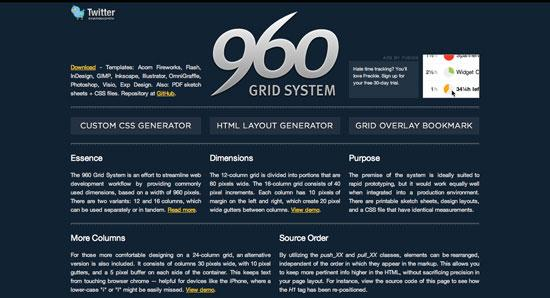 Twitter
960
GRID SYSTEM
Download - Templates: Acorn Fireworks, Flash,
InDesign, GIMP, Inkscape, Illustrator, OmniGraffle,
Photoshop, Visio, Exp Design. Also: PDF sketch
sheets + CSS files. Repository at GitHub.
ADS BY FUSION
Hate time tracking? You'll
love Freckle. Sign up for
your free 30-day trial.
2½h
Widget C
1h
34¼h left
CUSTOM CSS GENERATOR
HTML LAYOUT GENERATOR
GRID OVERLAY BOOKMARK
Essence
The 960 Grid System is an effort to streamline web
development workflow by providing commonly
used dimensions, based on a width of 960 pixels.
There are two variants: 12 and 16 columns, which
can be used separately or in tandem. Read more.
Dimensions
The 12-column grid is divided into portions that are
60 pixels wide. The 16-column grid consists of 40
pixel increments. Each column has 10 pixels of
margin on the left and right, which create 20 pixel
wide gutters between columns. View demo.
Purpose
The premise of the system is ideally suited to
rapid prototyping, but it would work equally well
when integrated into a production environment.
There are printable sketch sheets, design layouts,
and a CSS file that have identical measurements.
More Columns
For those more comfortable designing on a 24-column grid, an alternative
version is also included. It consists of columns 30 pixels wide, with 10 pixel
gutters, and a 5 pixel buffer on each side of the container. This keeps text
from touching browser chrome — helpful for devices like the iPhone, where a
lower-case "l" or "i" might be easily missed. View demo.
Source Order
By utilizing the push_XX and pull_XX classes, elements can be rearranged,
independent of the order in which they appear in the markup. This allows you
to keep more pertinent info higher in the HTML, without sacrificing precision in
your page layout. For instance, view the source code of this page to see
how the H1 tag has been re-positioned.